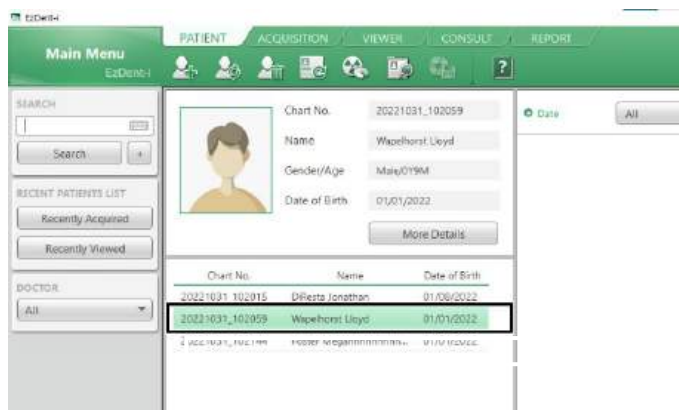 EzDent-i
Main Menu
EzDent-i
PATIENT
ACQUISITION
VIEWER
CONSULT
REPORT
?
SEARCH
Search
+
RECENT PATIENTS LIST
Recently Acquired
Recently Viewed
DOCTOR
All
Chart No. 20221031_102059
Name Wapelhorst Lloyd
Gender/Age Male/0Y9M
Date of Birth 01/01/2022
More Details
Chart No. Name Date of Birth
20221031_102015 DiResta Jonathan 01/08/2022
20221031_102059 Wapelhorst Lloyd 01/01/2022
Date All